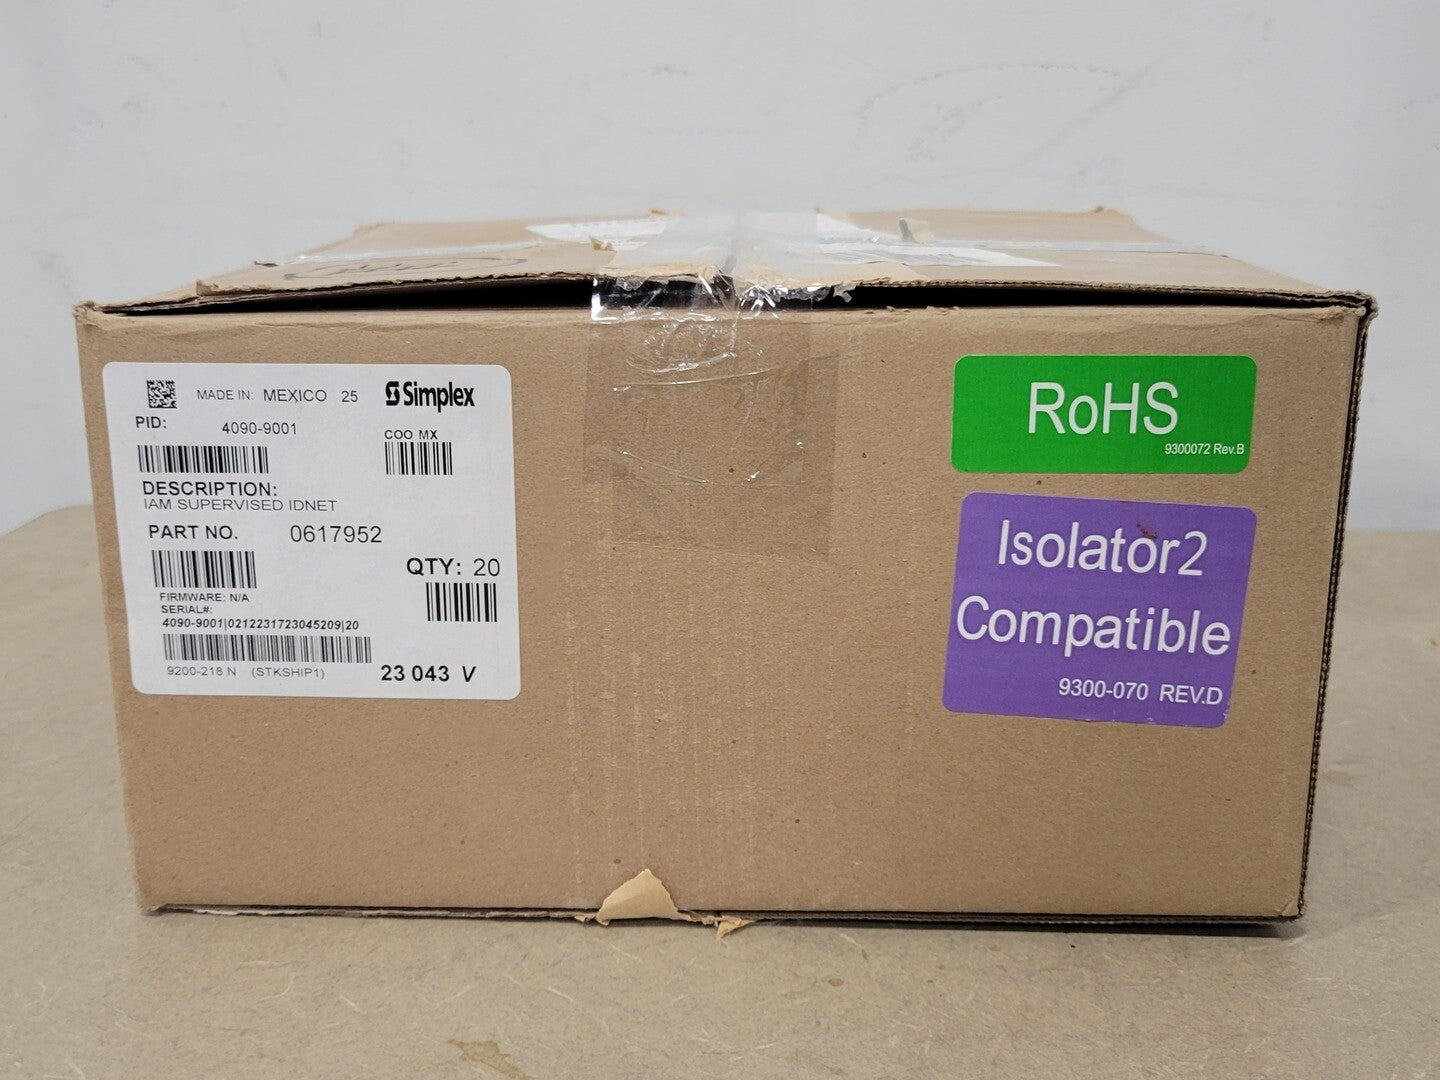 MADE IN: MEXICO 25
Simplex
PID: 4090-9001
COO MX
DESCRIPTION:
IAM SUPERVISED IDNET
PART NO. 0617952
QTY: 20
FIRMWARE: N/A
SERIAL#:
4090-9001|0212231723045209|20
9200-218 N (STKSHIP1)
23 043 V
RoHS
9300072 Rev.B
Isolator2
Compatible
9300-070 REV.D